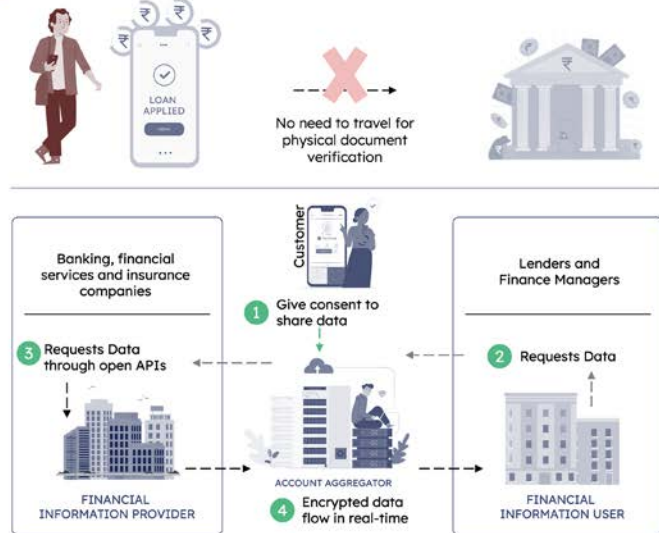 ₹
₹
₹
₹
LOAN
APPLIED
No need to travel for
physical document
verification
₹
Banking, financial
services and insurance
companies
Customer
1 Give consent to
share data
Lenders and
Finance Managers
3 Requests Data
through open APIs
2 Requests Data
FINANCIAL
INFORMATION PROVIDER
ACCOUNT AGGREGATOR
4 Encrypted data
flow in real-time
FINANCIAL
INFORMATION USER